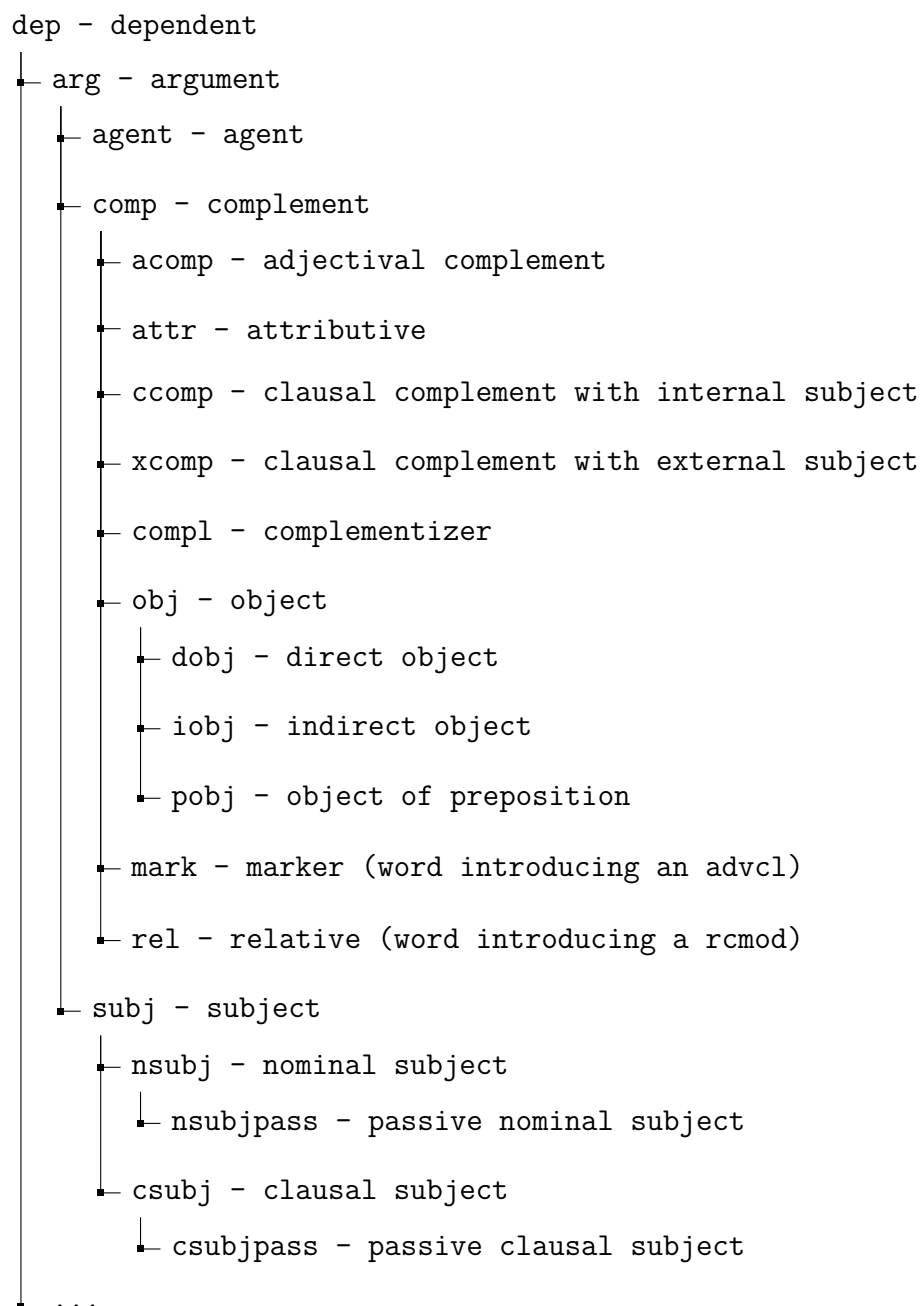 dep - dependent
arg - argument
agent - agent
comp - complement
acomp - adjectival complement
attr - attributive
ccomp - clausal complement with internal subject
xcomp - clausal complement with external subject
compl - complementizer
obj - object
dobj - direct object
iobj - indirect object
pobj - object of preposition
mark - marker (word introducing an advcl)
rel - relative (word introducing a rcmod)
subj - subject
nsubj - nominal subject
nsubjpass - passive nominal subject
csubj - clausal subject
csubjpass - passive clausal subject
...